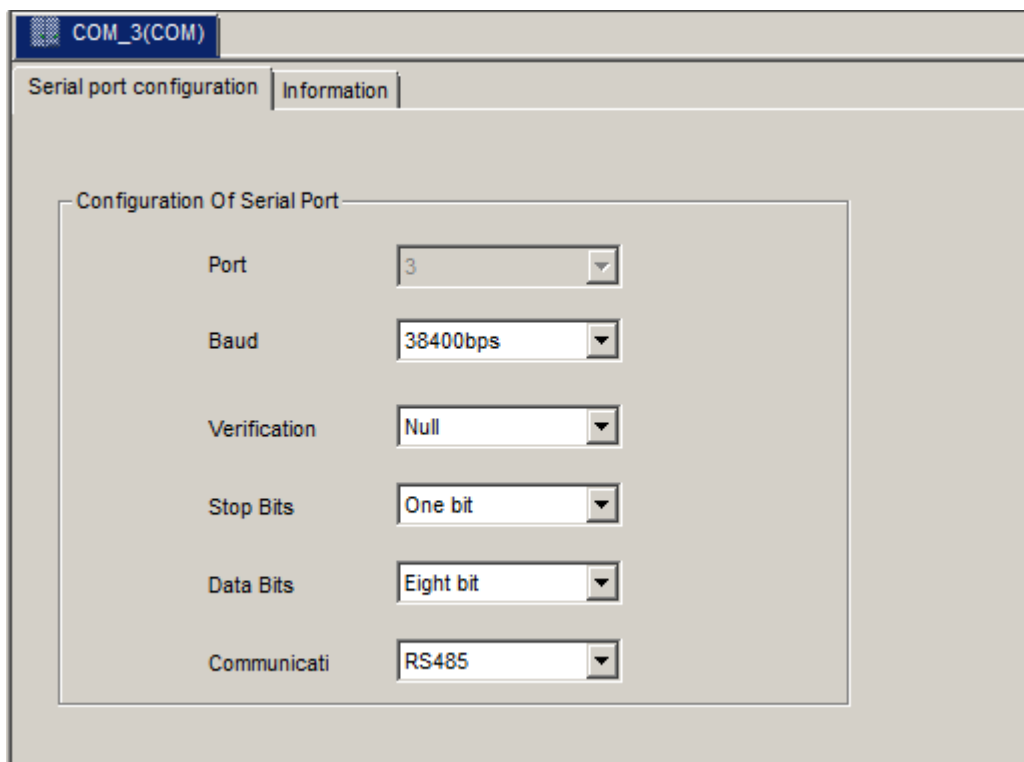 COM_3(COM)
Serial port configuration Information
Configuration Of Serial Port
Port 3
Baud 38400bps
Verification Null
Stop Bits One bit
Data Bits Eight bit
Communicati RS485